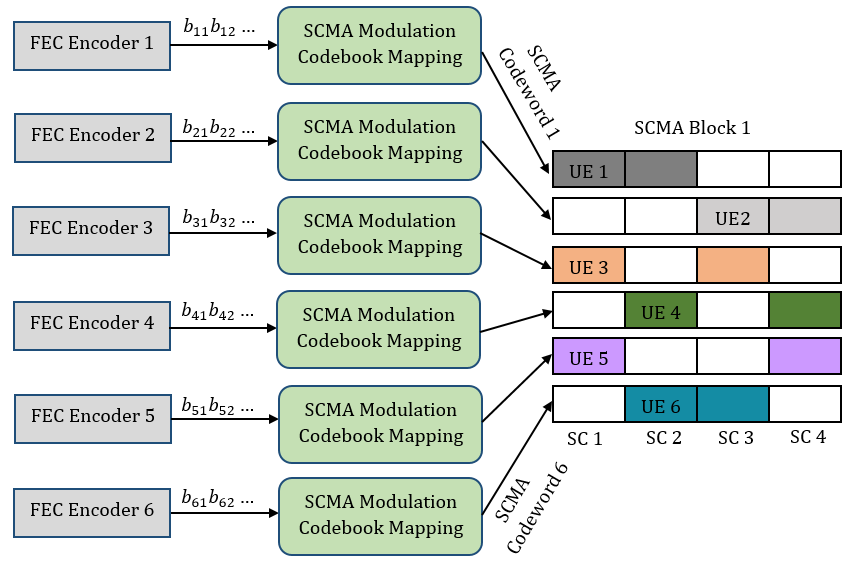 FEC Encoder 1
b₁₁b₁₂ ...
SCMA Modulation
Codebook Mapping
SCMA
Codeword 1
FEC Encoder 2
b₂₁b₂₂ ...
SCMA Modulation
Codebook Mapping
FEC Encoder 3
b₃₁b₃₂ ...
SCMA Modulation
Codebook Mapping
FEC Encoder 4
b₄₁b₄₂ ...
SCMA Modulation
Codebook Mapping
FEC Encoder 5
b₅₁b₅₂ ...
SCMA Modulation
Codebook Mapping
FEC Encoder 6
b₆₁b₆₂ ...
SCMA Modulation
Codebook Mapping
SCMA
Codeword 6
SCMA Block 1
UE 1
UE2
UE 3
UE 4
UE 5
UE 6
SC 1 SC 2 SC 3 SC 4